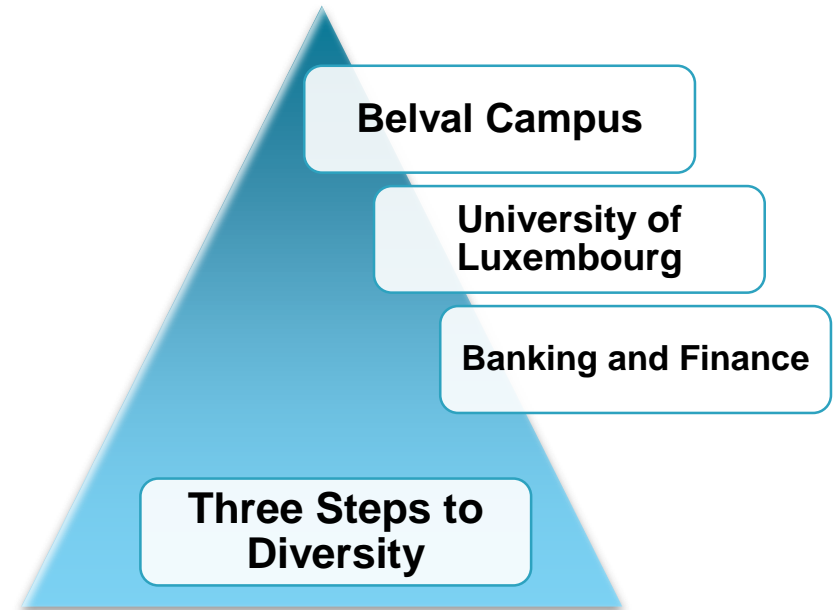 Belval Campus
University of
Luxembourg
Banking and Finance
Three Steps to
Diversity